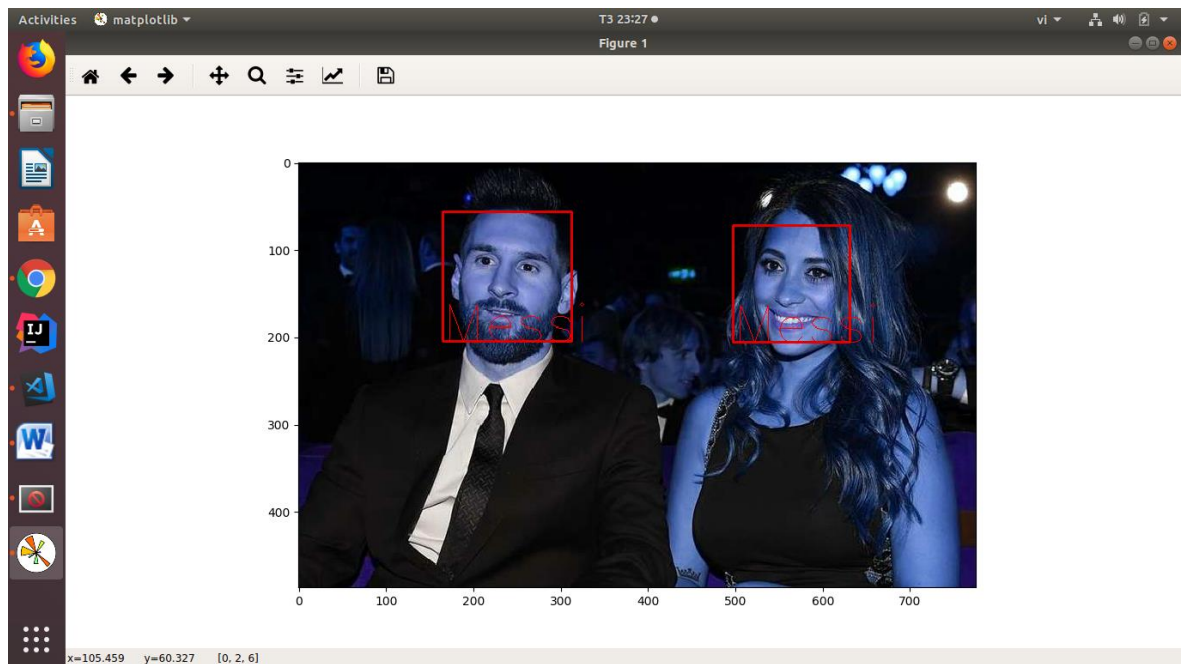 Activities matplotlib T3 23:27 vi
Figure 1
0
100
200
300
400
Messi Messi
0 100 200 300 400 500 600 700
x=105.459 y=60.327 [0, 2, 6]
IJ
A
W